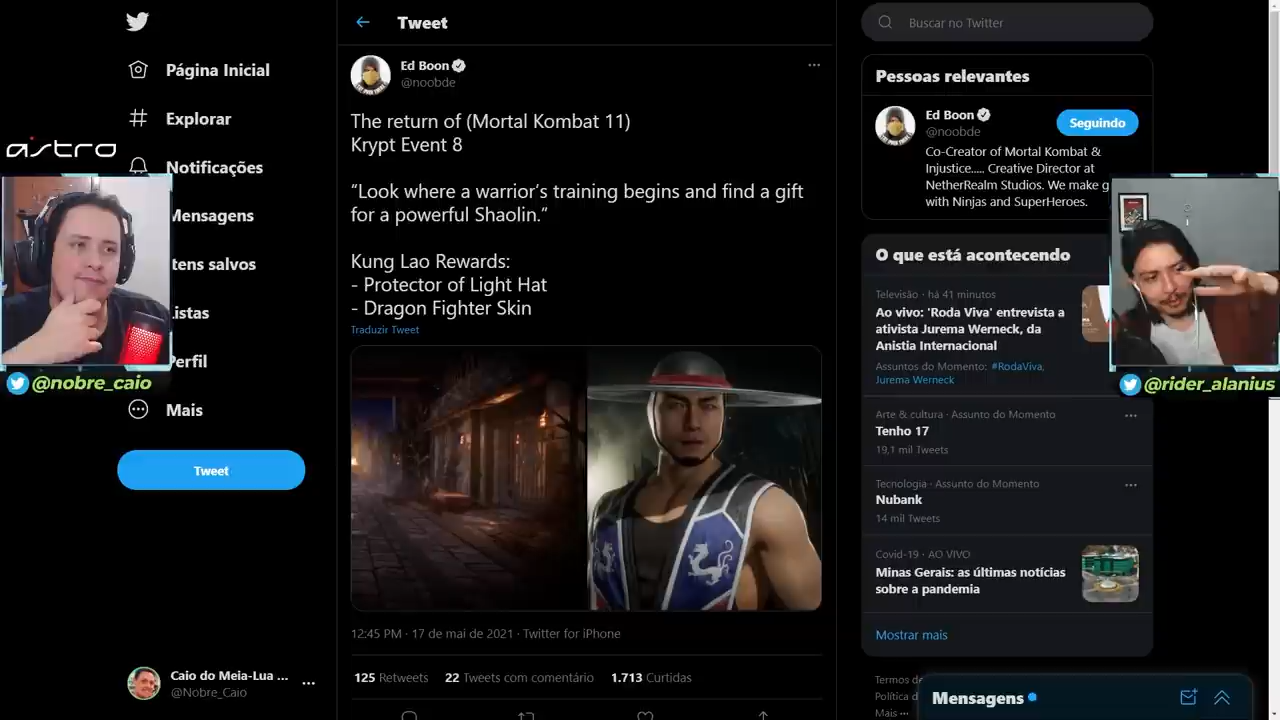 Página Inicial
Explorar
Notificações
Mensagens
Itens salvos
Listas
Perfil
Mais
Tweet
Caio do Meia-Lua ...
@Nobre_Caio
astro
@nobre_caio
Tweet
Ed Boon
@noobde
The return of (Mortal Kombat 11)
Krypt Event 8
“Look where a warrior’s training begins and find a gift
for a powerful Shaolin.”
Kung Lao Rewards:
- Protector of Light Hat
- Dragon Fighter Skin
Traduzir Tweet
12:45 PM · 17 de mai de 2021 · Twitter for iPhone
125 Retweets 22 Tweets com comentário 1.713 Curtidas
Buscar no Twitter
Pessoas relevantes
Ed Boon
@noobde
Seguindo
Co-Creator of Mortal Kombat &
Injustice..... Creative Director at
NetherRealm Studios. We make g
with Ninjas and SuperHeroes.
@rider_alanius
O que está acontecendo
Televisão · há 41 minutos
Ao vivo: 'Roda Viva' entrevista a
ativista Jurema Werneck, da
Anistia Internacional
Assuntos do Momento: #RodaViva,
Jurema Werneck
Arte & cultura · Assunto do Momento
Tenho 17
19,1 mil Tweets
Tecnologia · Assunto do Momento
Nubank
14 mil Tweets
Covid-19 · AO VIVO
Minas Gerais: as últimas notícias
sobre a pandemia
Mostrar mais
Termos de
Política d
Mais ···
Mensagens